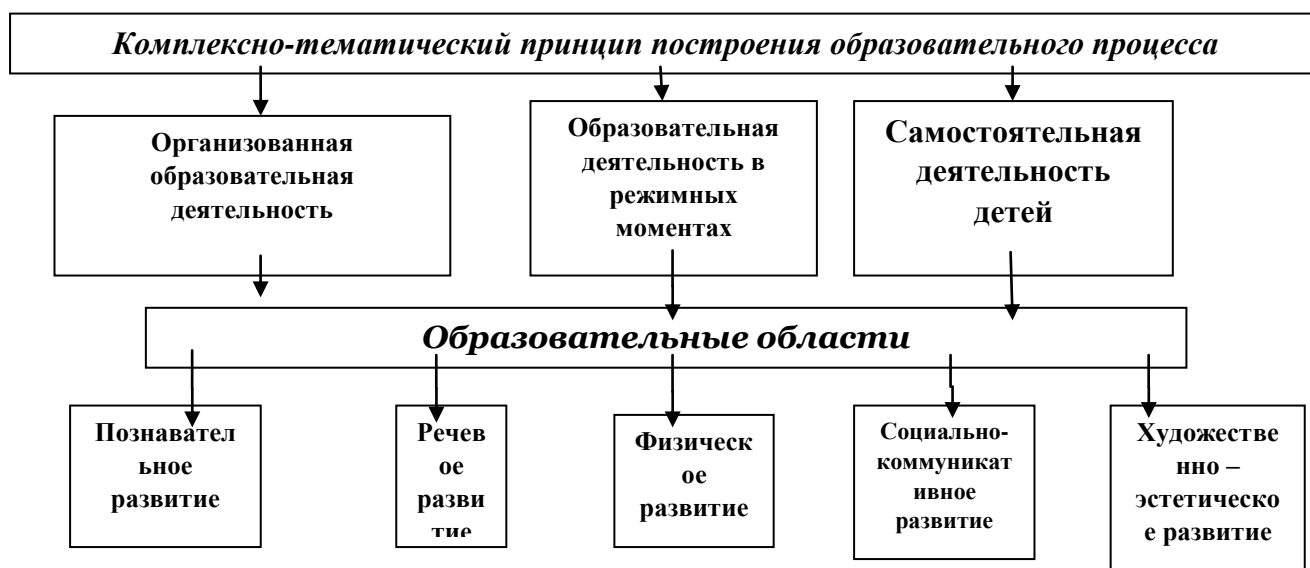 Комплексно-тематический принцип построения образовательного процесса
Организованная
образовательная
деятельность
Образовательная
деятельность в
режимных
моментах
Самостоятельная
деятельность
детей
Образовательные области
Познавател
ьное
развитие
Речев
ое
разви
тие
Физическ
ое
развитие
Социально-
коммуникат
ивное
развитие
Художестве
нно –
эстетическо
е развитие